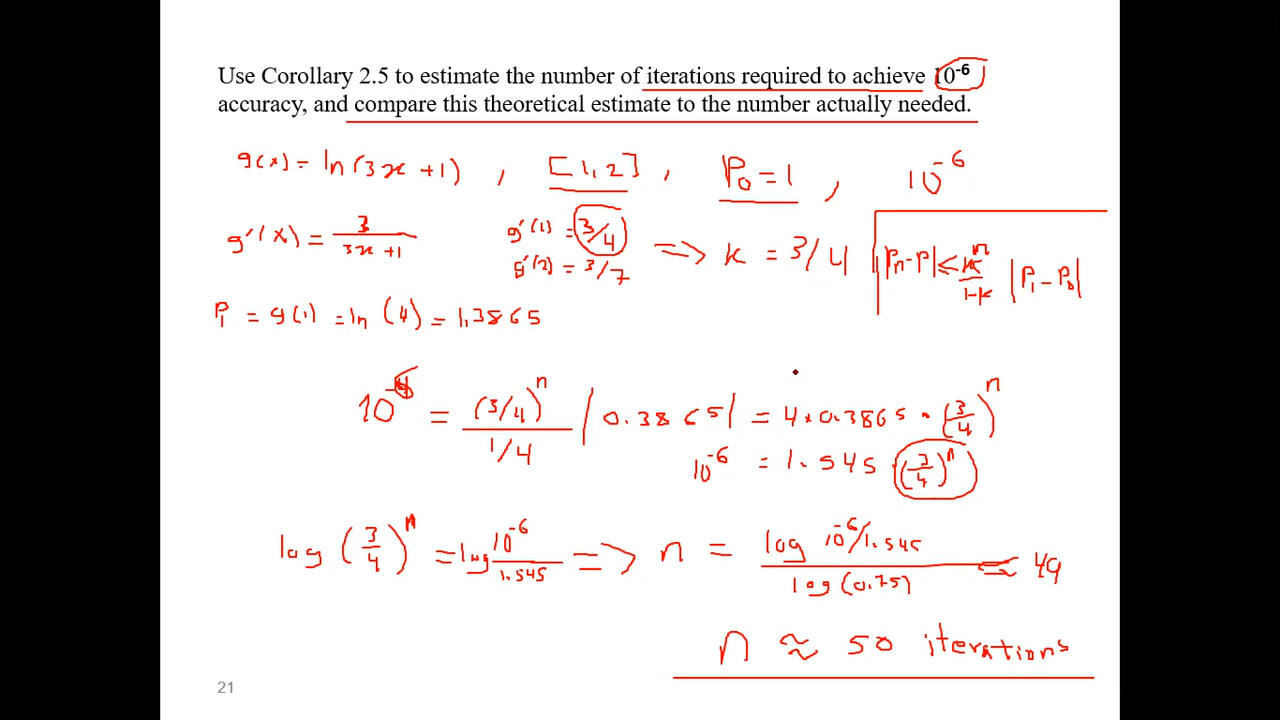 Use Corollary 2.5 to estimate the number of iterations required to achieve 10⁻⁶
accuracy, and compare this theoretical estimate to the number actually needed.
g(x) = ln(3x+1) , [1,2] , P₀ = 1 , 10⁻⁶
g'(x) = 3/(3x+1) g'(1) = 3/4 g'(2) = 3/7 => k = 3/4 |Pn-P| ≤ kⁿ/(1-k) |P₁-P₀|
P₁ = g(1) = ln(4) = 1.3865
10⁻⁶ = (3/4)ⁿ/(1/4) |0.3865| = 4×0.3865·(3/4)ⁿ
10⁻⁶ = 1.545 (3/4)ⁿ
log(3/4)ⁿ = log 10⁻⁶/1.545 => n = log 10⁻⁶/1.545 / log(0.75) ≈ 49
n ≈ 50 iterations
21